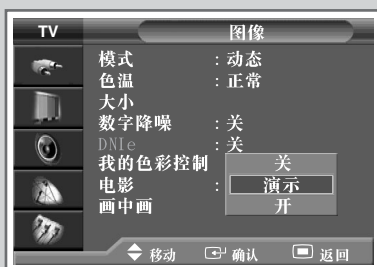 TV 图像
模式 : 动态
色温 : 正常
大小
数字降噪 : 关
DNIe : 关
我的色彩控制 关
电影 : 演示
画中画 开
移动 确认 返回